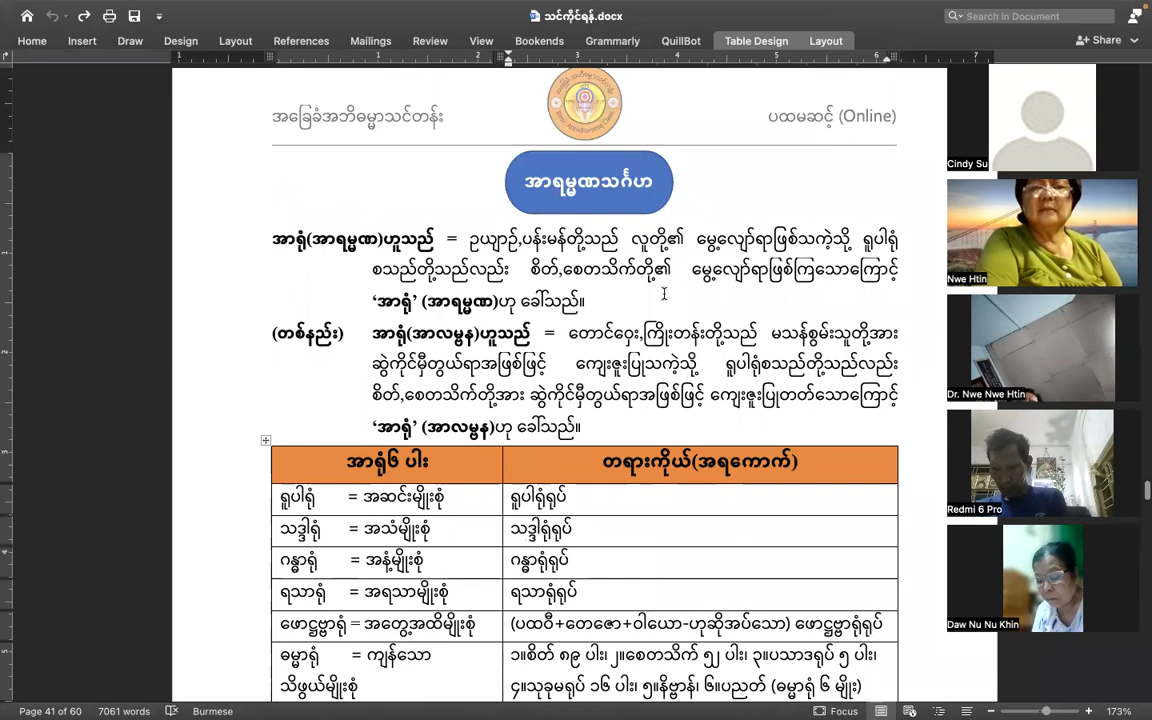 သင်ကိုင်ရန်.docx
Search in Document
Home Insert Draw Design Layout References Mailings Review View Bookends Grammarly QuillBot Table Design Layout Share
အခြေခံအဘိဓမ္မာသင်တန်း ပထမဆင့် (Online)
အာရမ္မဏသင်္ဂဟ
အာရုံ(အာရမ္မဏ)ဟူသည် = ဥယျာဉ်,ပန်းမန်တို့သည် လူတို့၏ မွေ့လျော်ရာဖြစ်သကဲ့သို့ ရူပါရုံ
စသည်တို့သည်လည်း စိတ်,စေတသိက်တို့၏ မွေ့လျော်ရာဖြစ်ကြသောကြောင့်
‘အာရုံ’ (အာရမ္မဏ)ဟု ခေါ်သည်။
(တစ်နည်း) အာရုံ(အာလမ္ဗန)ဟူသည် = တောင်ဝှေး,ကြိုးတန်းတို့သည် မသန်စွမ်းသူတို့အား
ဆွဲကိုင်မှီတွယ်ရာအဖြစ်ဖြင့် ကျေးဇူးပြုသကဲ့သို့ ရူပါရုံစသည်တို့သည်လည်း
စိတ်,စေတသိက်တို့အား ဆွဲကိုင်မှီတွယ်ရာအဖြစ်ဖြင့် ကျေးဇူးပြုတတ်သောကြောင့်
‘အာရုံ’ (အာလမ္ဗန)ဟု ခေါ်သည်။
အာရုံ၆ ပါး တရားကိုယ်(အရကောက်)
ရူပါရုံ = အဆင်းမျိုးစုံ ရူပါရုံရုပ်
သဒ္ဒါရုံ = အသံမျိုးစုံ သဒ္ဒါရုံရုပ်
ဂန္ဓာရုံ = အနံ့မျိုးစုံ ဂန္ဓာရုံရုပ်
ရသာရုံ = အရသာမျိုးစုံ ရသာရုံရုပ်
ဖောဋ္ဌဗ္ဗာရုံ = အတွေ့အထိမျိုးစုံ (ပထဝီ+တေဇော+ဝါယော-ဟုဆိုအပ်သော) ဖောဋ္ဌဗ္ဗာရုံရုပ်
ဓမ္မာရုံ = ကျန်သော ၁။စိတ် ၈၉ ပါး၊ ၂။စေတသိက် ၅၂ ပါး၊ ၃။ပသာဒရုပ် ၅ ပါး၊
သိဖွယ်မျိုးစုံ ၄။သုခုမရုပ် ၁၆ ပါး၊ ၅။နိဗ္ဗာန်၊ ၆။ပညတ် (ဓမ္မာရုံ ၆ မျိုး)
Cindy Su
Nwe Htin
Dr. Nwe Nwe Htin
Redmi 6 Pro
Daw Nu Nu Khin
Page 41 of 60 7061 words Burmese Focus 173%